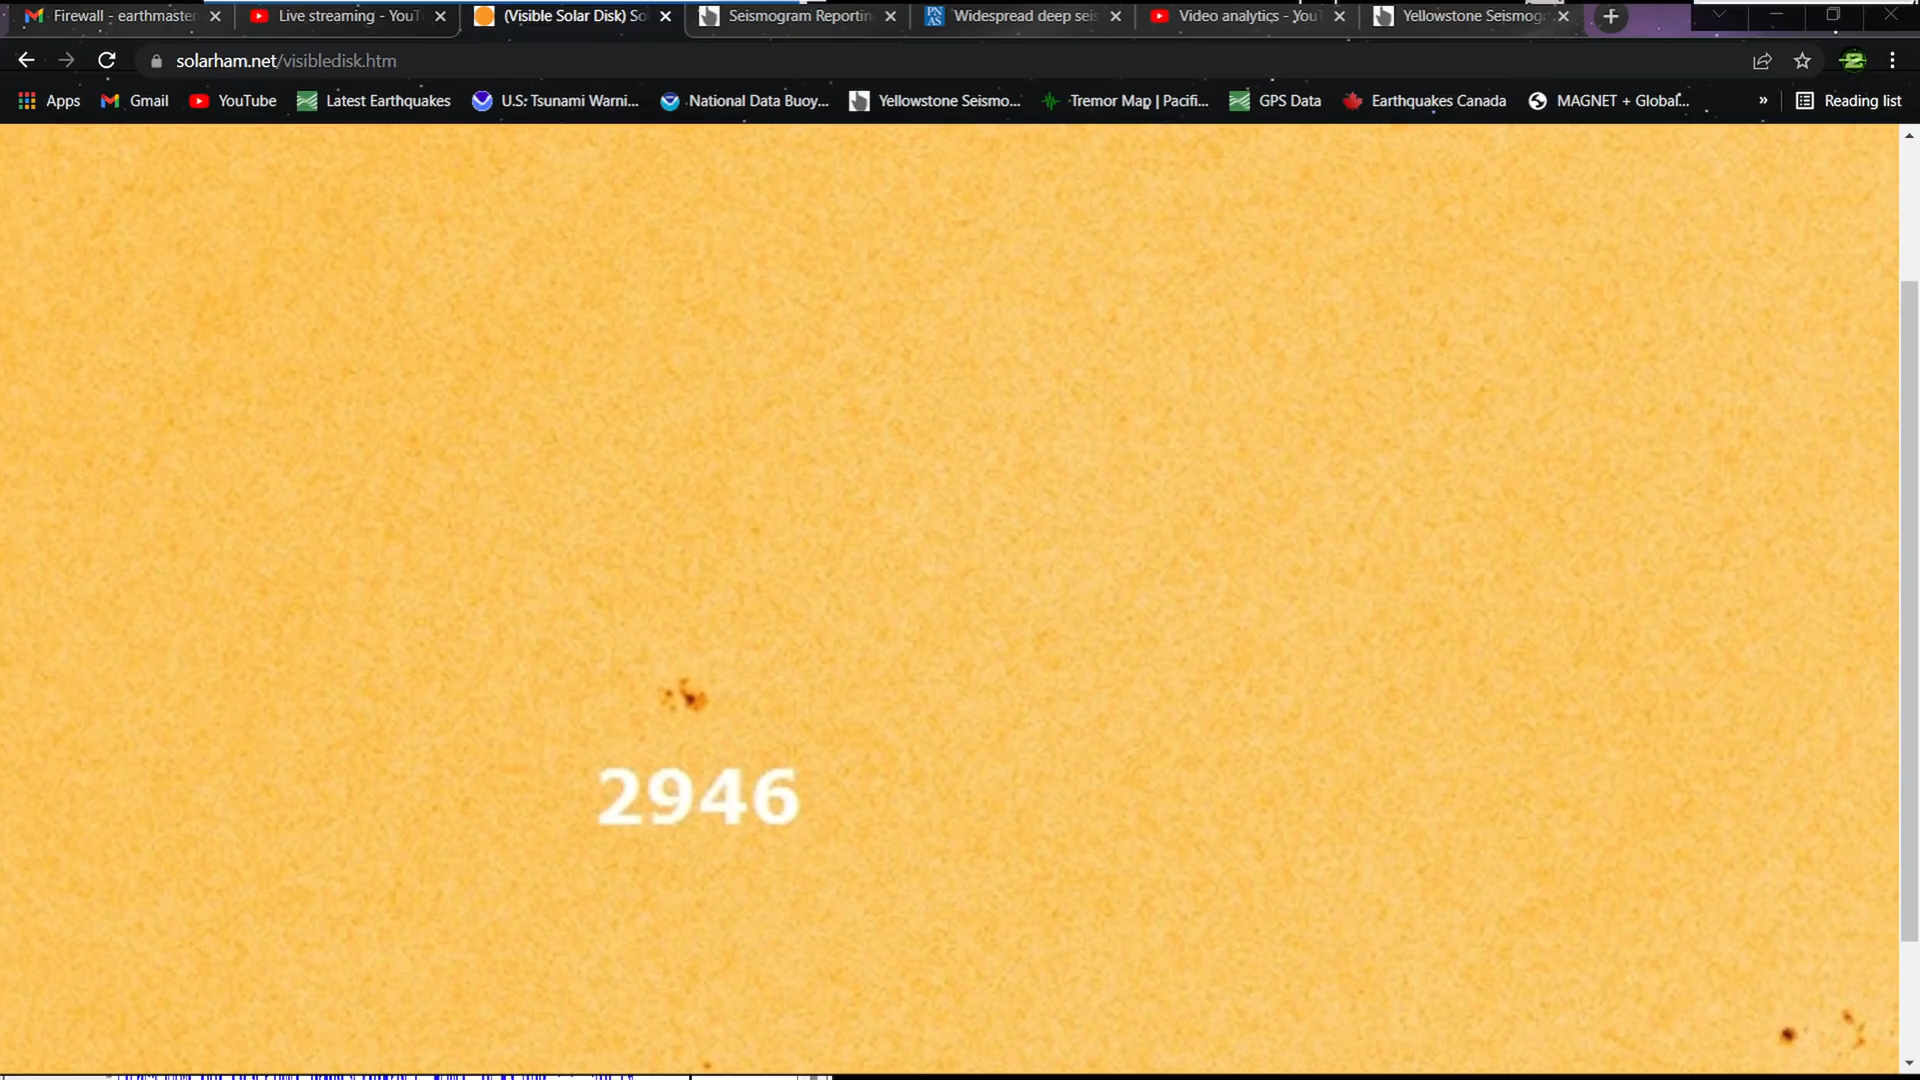 Firewall - earthmaster
Live streaming - YouT
(Visible Solar Disk) So
Seismogram Reportin
Widespread deep seis
Video analytics - YouT
Yellowstone Seismog
solarham.net/visibledisk.htm
Apps
Gmail
YouTube
Latest Earthquakes
U.S: Tsunami Warni...
National Data Buoy...
Yellowstone Seismo...
Tremor Map | Pacifi...
GPS Data
Earthquakes Canada
MAGNET + Global...
»
Reading list
2946